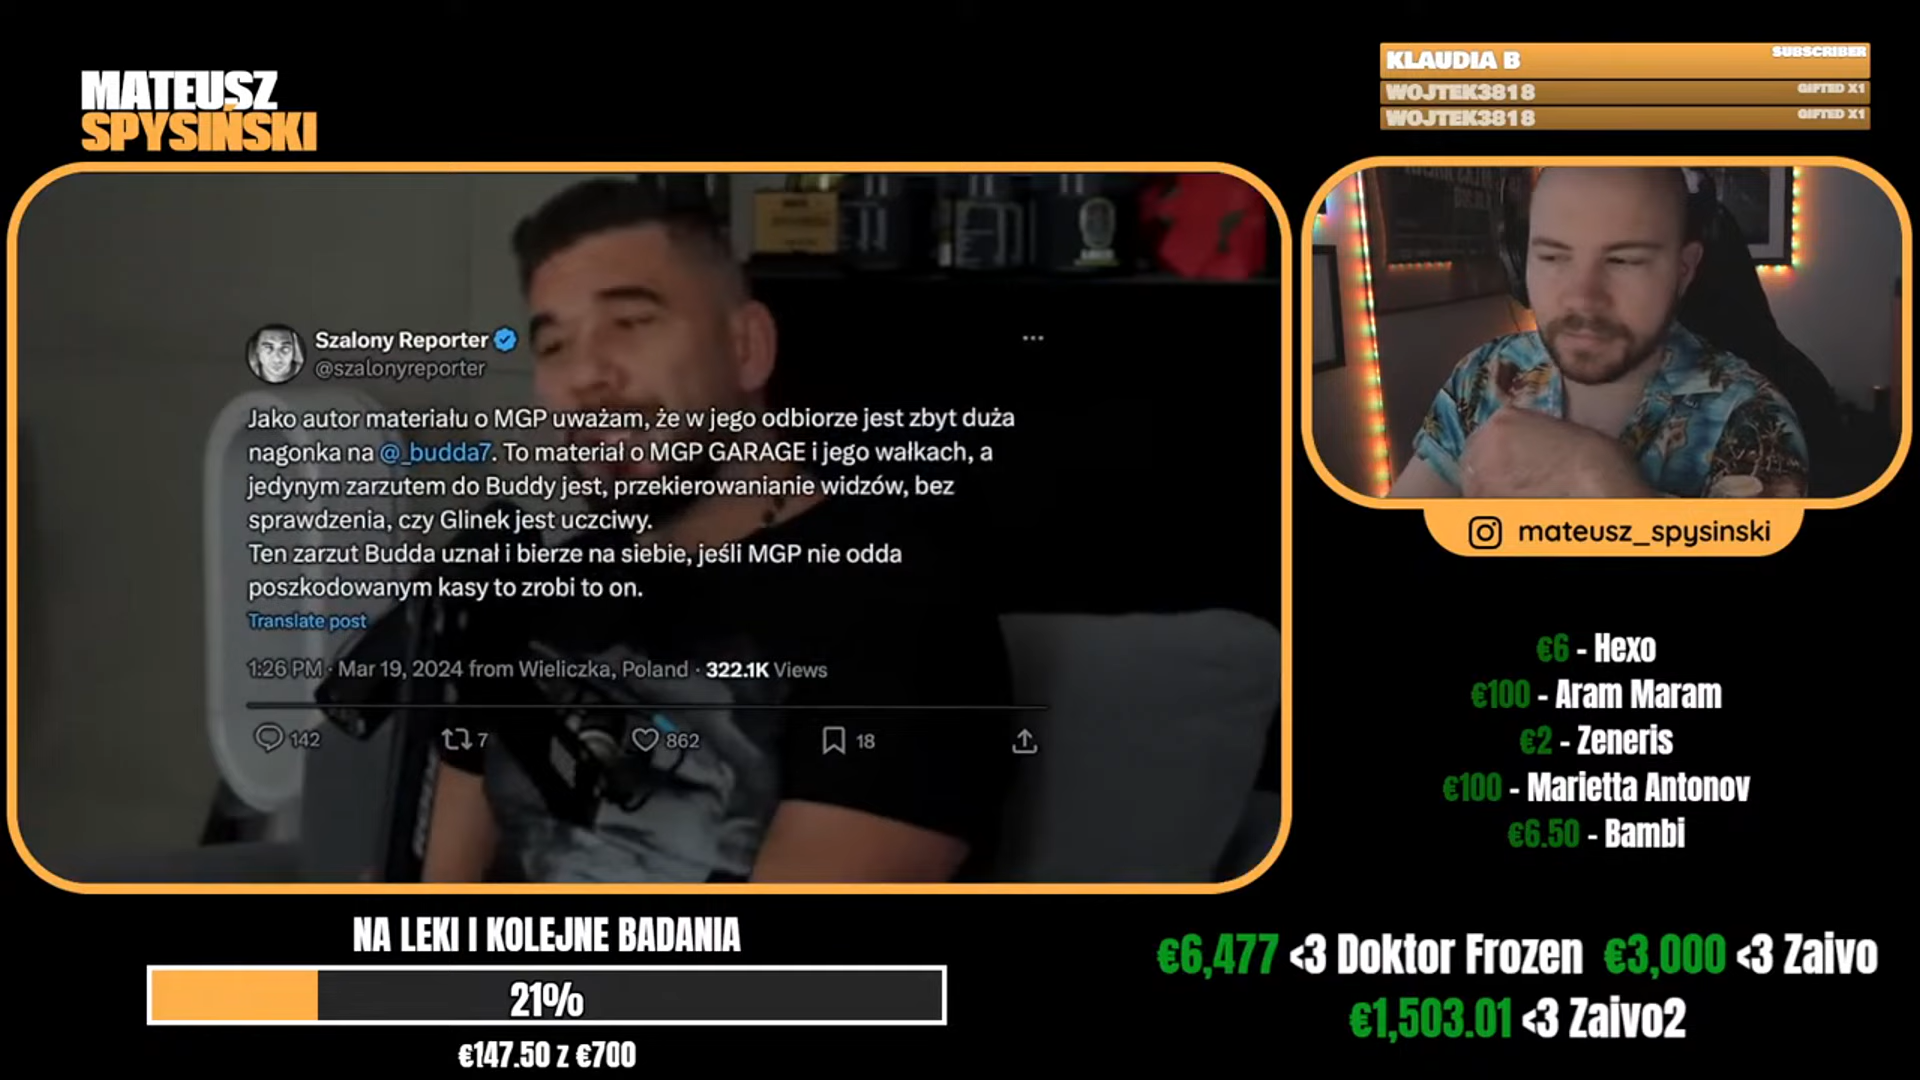 MATEUSZ
SPYSIŃSKI
KLAUDIA B SUBSCRIBER
WOJTEK3818 GIFTED X1
WOJTEK3818 GIFTED X1
Szalony Reporter
@szalonyreporter
Jako autor materiału o MGP uważam, że w jego odbiorze jest zbyt duża
nagonka na @_budda7. To materiał o MGP GARAGE i jego wałkach, a
jedynym zarzutem do Buddy jest, przekierowanianie widzów, bez
sprawdzenia, czy Glinek jest uczciwy.
Ten zarzut Budda uznał i bierze na siebie, jeśli MGP nie odda
poszkodowanym kasy to zrobi to on.
Translate post
1:26 PM · Mar 19, 2024 from Wieliczka, Poland · 322.1K Views
142 7 862 18
mateusz_spysinski
€6 - Hexo
€100 - Aram Maram
€2 - Zeneris
€100 - Marietta Antonov
€6.50 - Bambi
NA LEKI I KOLEJNE BADANIA
21%
€147.50 z €700
€6,477 <3 Doktor Frozen €3,000 <3 Zaivo
€1,503.01 <3 Zaivo2